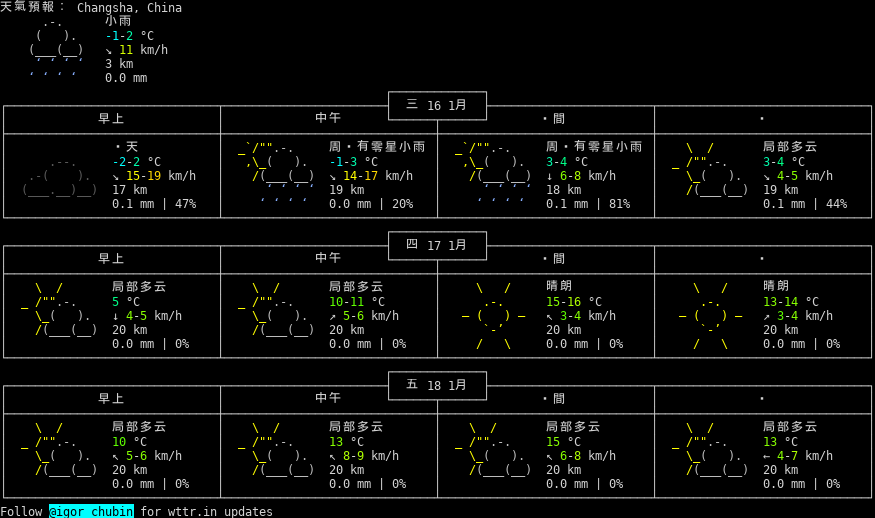 天氣預報： Changsha, China
小雨
-1-2 °C
↘ 11 km/h
3 km
0.0 mm
三 16 1月
早上 中午 ・間 ・
・天 周・有零星小雨 周・有零星小雨 局部多云
-2-2 °C -1-3 °C 3-4 °C 3-4 °C
↘ 15-19 km/h ↘ 14-17 km/h ↓ 6-8 km/h ↘ 4-5 km/h
17 km 19 km 18 km 19 km
0.1 mm | 47% 0.0 mm | 20% 0.1 mm | 81% 0.1 mm | 44%
四 17 1月
早上 中午 ・間 ・
局部多云 局部多云 晴朗 晴朗
5 °C 10-11 °C 15-16 °C 13-14 °C
↓ 4-5 km/h ↗ 5-6 km/h ↖ 3-4 km/h ↗ 3-4 km/h
20 km 20 km 20 km 20 km
0.0 mm | 0% 0.0 mm | 0% 0.0 mm | 0% 0.0 mm | 0%
五 18 1月
早上 中午 ・間 ・
局部多云 局部多云 局部多云 局部多云
10 °C 13 °C 15 °C 13 °C
↖ 5-6 km/h ↖ 8-9 km/h ↖ 6-8 km/h ← 4-7 km/h
20 km 20 km 20 km 20 km
0.0 mm | 0% 0.0 mm | 0% 0.0 mm | 0% 0.0 mm | 0%
Follow @igor_chubin for wttr.in updates